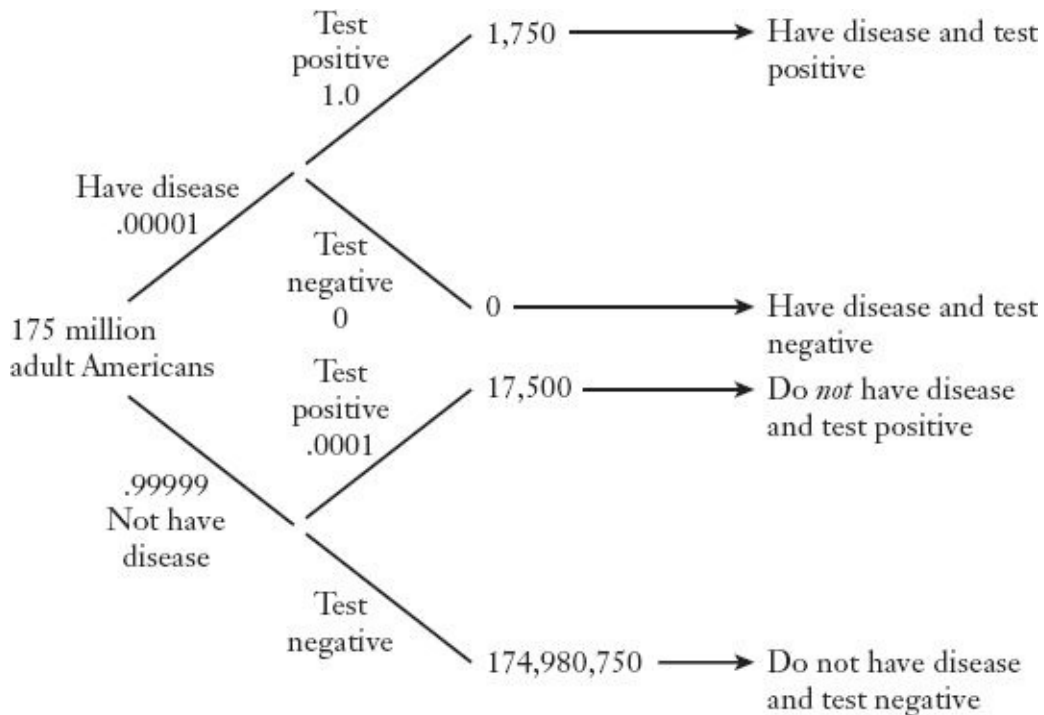 Test
positive
1.0
1,750
Have disease and test
positive
Have disease
.00001
Test
negative
0
0
Have disease and test
negative
175 million
adult Americans
Test
positive
.0001
17,500
Do not have disease
and test positive
.99999
Not have
disease
Test
negative
174,980,750
Do not have disease
and test negative